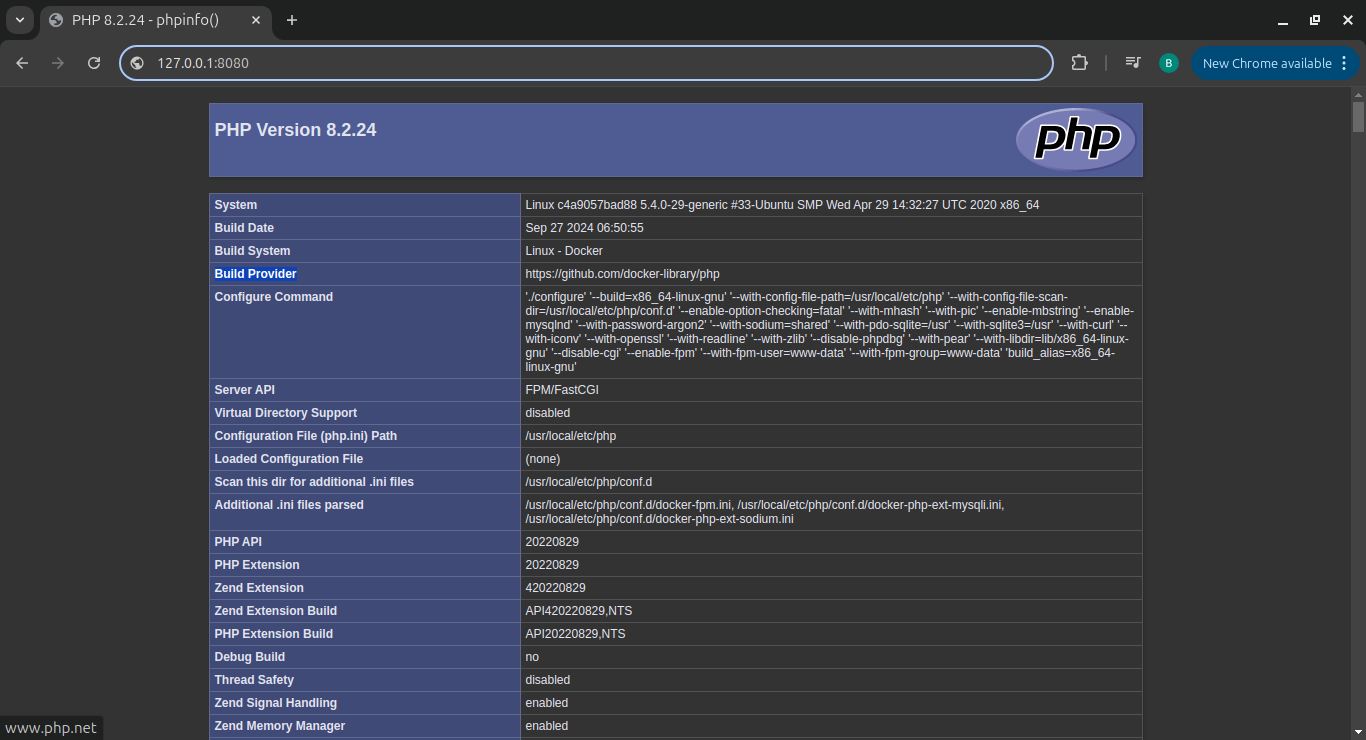 PHP 8.2.24 - phpinfo()
127.0.0.1:8080
B
New Chrome available
PHP Version 8.2.24
php
System Linux c4a9057bad88 5.4.0-29-generic #33-Ubuntu SMP Wed Apr 29 14:32:27 UTC 2020 x86_64
Build Date Sep 27 2024 06:50:55
Build System Linux - Docker
Build Provider https://github.com/docker-library/php
Configure Command './configure' '--build=x86_64-linux-gnu' '--with-config-file-path=/usr/local/etc/php' '--with-config-file-scan-
dir=/usr/local/etc/php/conf.d' '--enable-option-checking=fatal' '--with-mhash' '--with-pic' '--enable-mbstring' '--enable-
mysqlnd' '--with-password-argon2' '--with-sodium=shared' '--with-pdo-sqlite=/usr' '--with-sqlite3=/usr' '--with-curl' '--
with-iconv' '--with-openssl' '--with-readline' '--with-zlib' '--disable-phpdbg' '--with-pear' '--with-libdir=lib/x86_64-linux-
gnu' '--disable-cgi' '--enable-fpm' '--with-fpm-user=www-data' '--with-fpm-group=www-data' 'build_alias=x86_64-
linux-gnu'
Server API FPM/FastCGI
Virtual Directory Support disabled
Configuration File (php.ini) Path /usr/local/etc/php
Loaded Configuration File (none)
Scan this dir for additional .ini files /usr/local/etc/php/conf.d
Additional .ini files parsed /usr/local/etc/php/conf.d/docker-fpm.ini, /usr/local/etc/php/conf.d/docker-php-ext-mysqli.ini,
/usr/local/etc/php/conf.d/docker-php-ext-sodium.ini
PHP API 20220829
PHP Extension 20220829
Zend Extension 420220829
Zend Extension Build API420220829,NTS
PHP Extension Build API20220829,NTS
Debug Build no
Thread Safety disabled
Zend Signal Handling enabled
Zend Memory Manager enabled
www.php.net